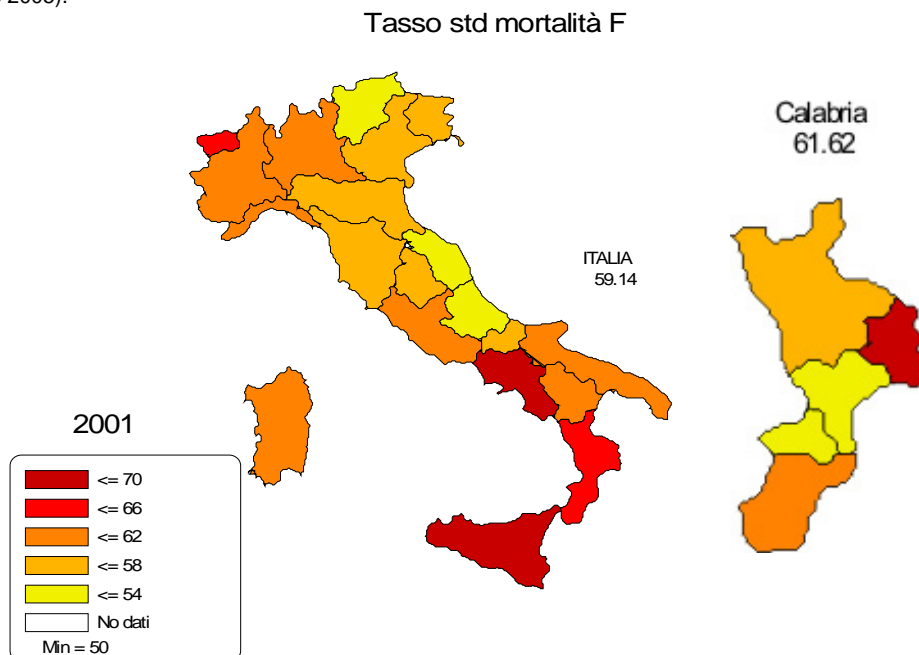 2008).
Tasso std mortalità F
Calabria
61.62
ITALIA
59.14
2001
<= 70
<= 66
<= 62
<= 58
<= 54
No dati
Min = 50